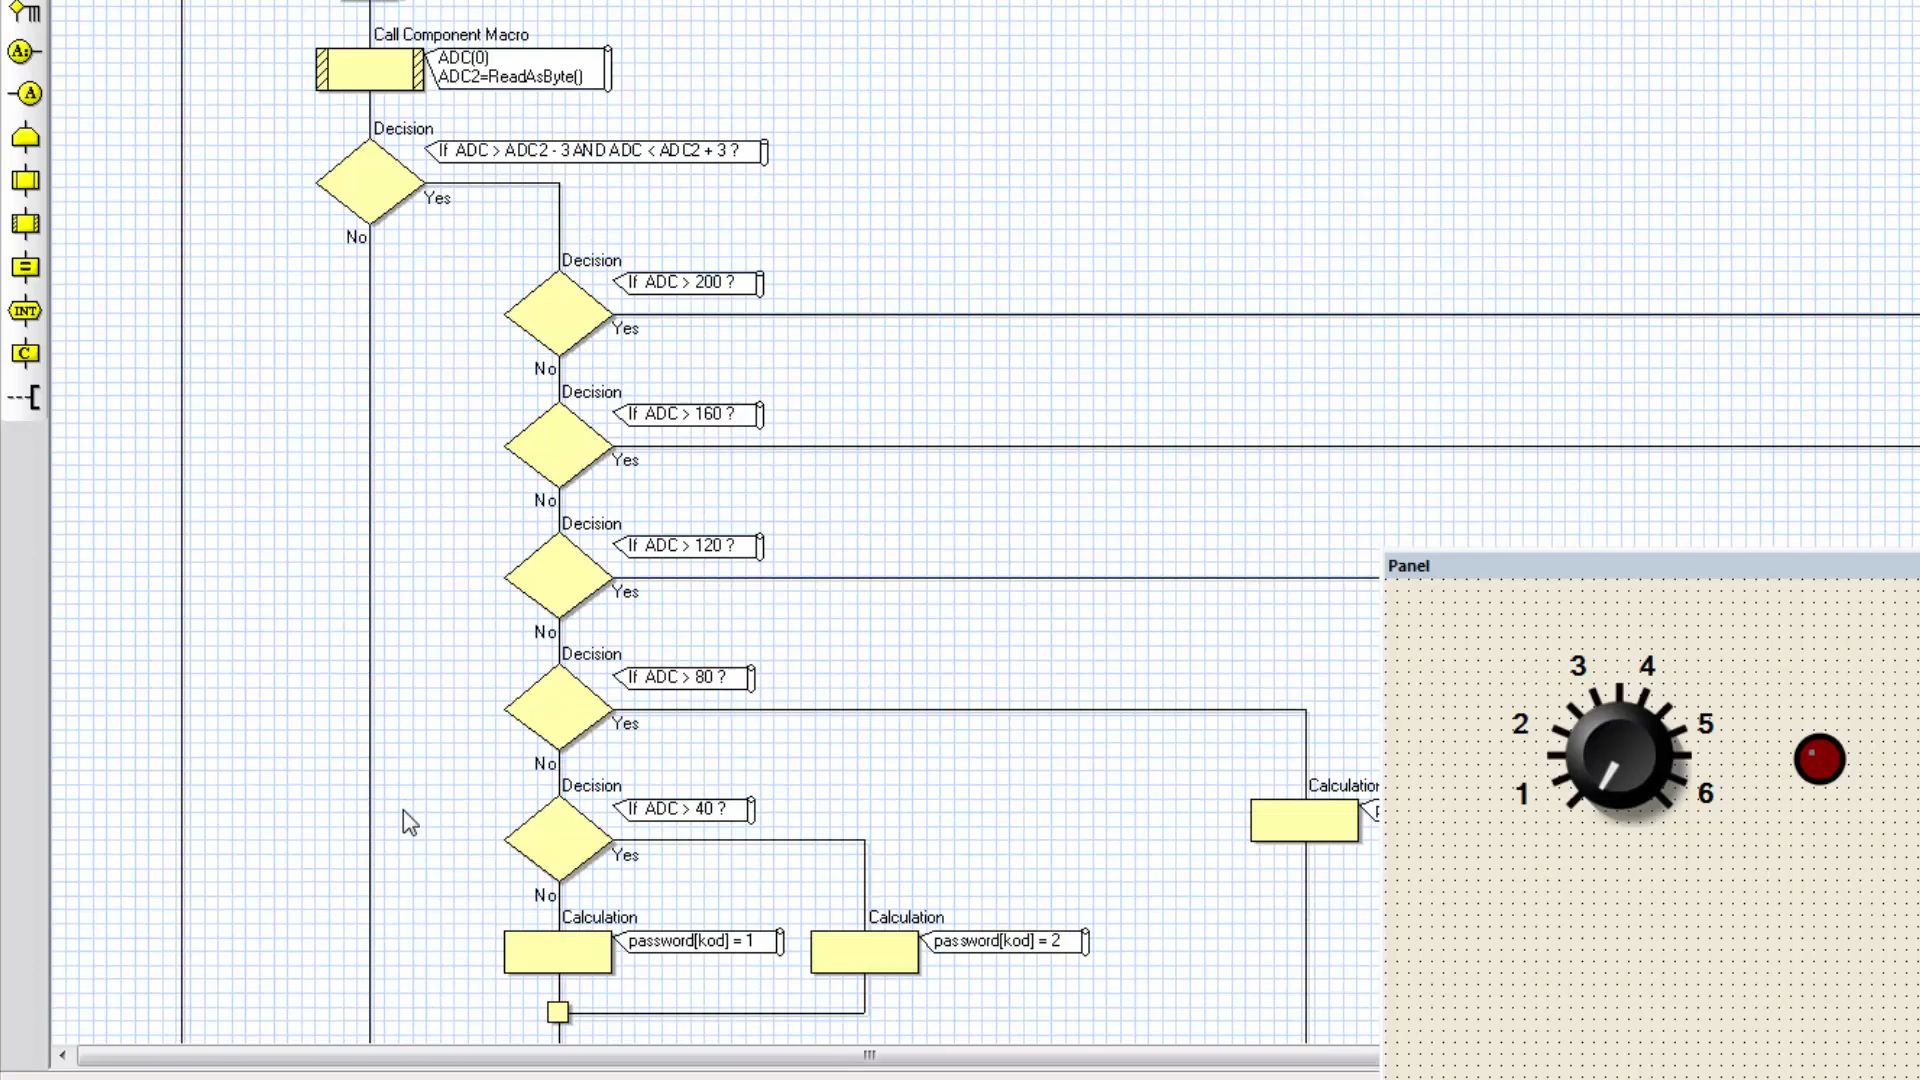 Call Component Macro
ADC(0)
ADC2=ReadAsByte()
Decision
If ADC > ADC2 - 3 AND ADC < ADC2 + 3 ?
Yes
No
Decision
If ADC > 200 ?
Yes
No
Decision
If ADC > 160 ?
Yes
No
Decision
If ADC > 120 ?
Yes
No
Decision
If ADC > 80 ?
Yes
No
Decision
If ADC > 40 ?
Yes
No
Calculation
password[kod] = 1
Calculation
password[kod] = 2
Panel
3 4
2 5
1 6
A:
A
INT
C